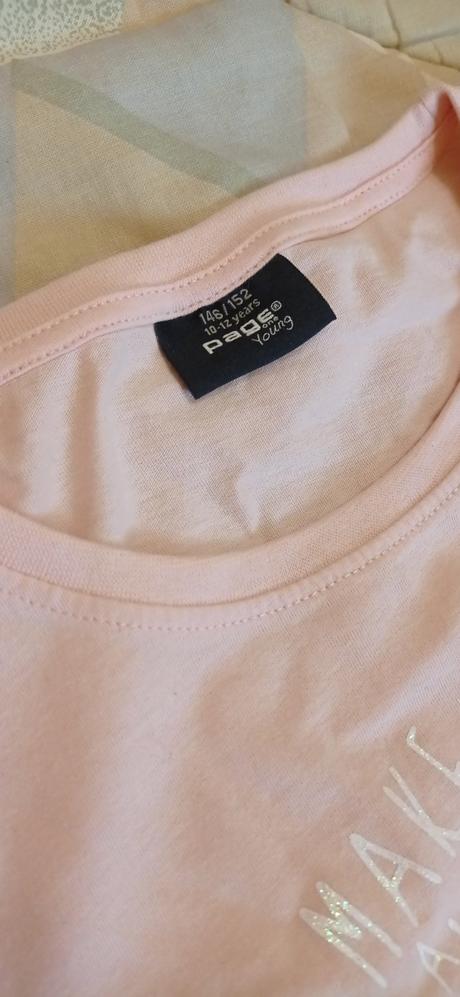 146/152
10-12 years
page one®
Young
MAKE